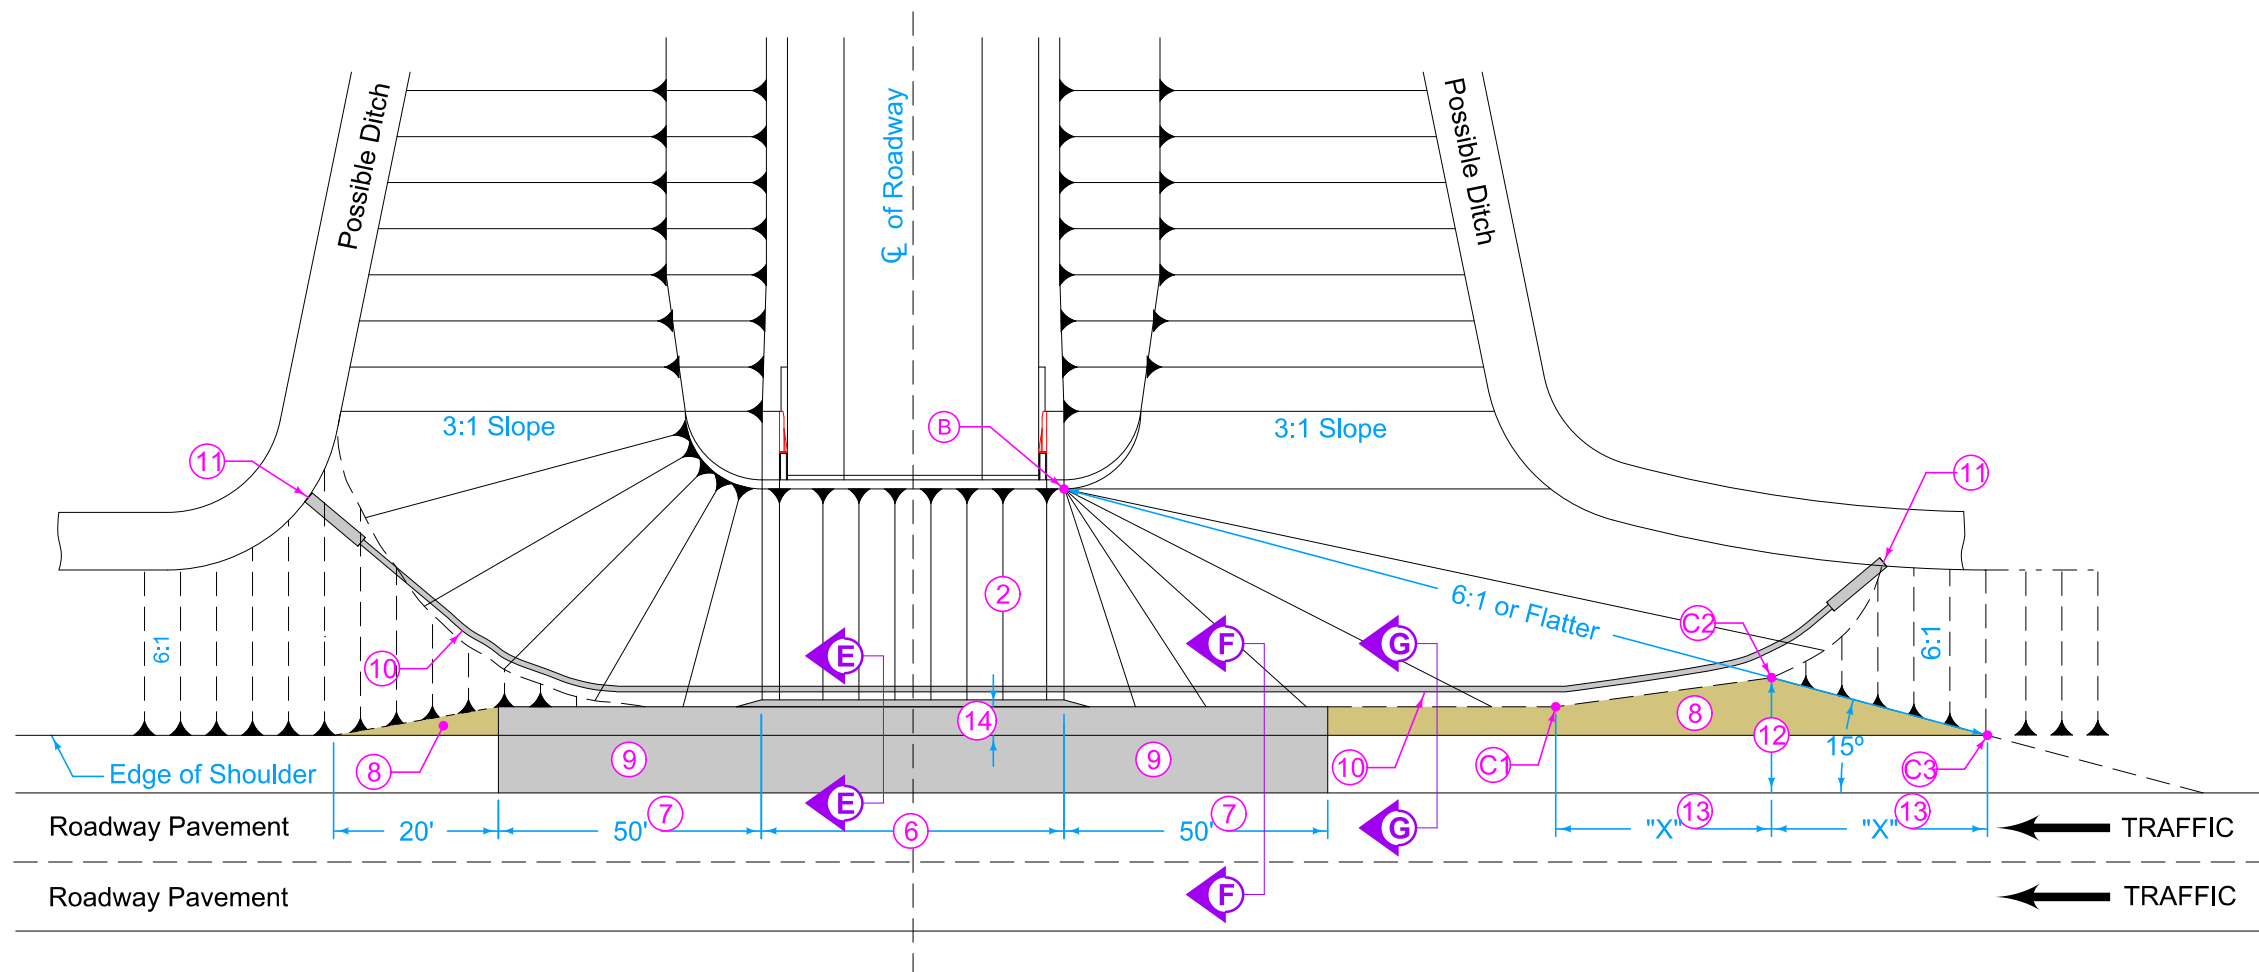 Possible Ditch
℄ of Roadway
Possible Ditch
3:1 Slope
B
3:1 Slope
11
11
2
6:1 or Flatter
C2
6:1
10
E
F
G
6:1
14
8
12
15º
9
9
10
C1
C3
Edge of Shoulder
8
E
Roadway Pavement
20'
50'
7
6
50'
7
G
"X"
13
"X"
13
TRAFFIC
Roadway Pavement
F
TRAFFIC